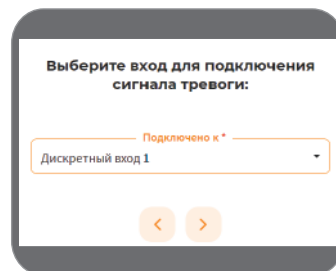 Выберите вход для подключения
сигнала тревоги:
Подключено к *
Дискретный вход 1